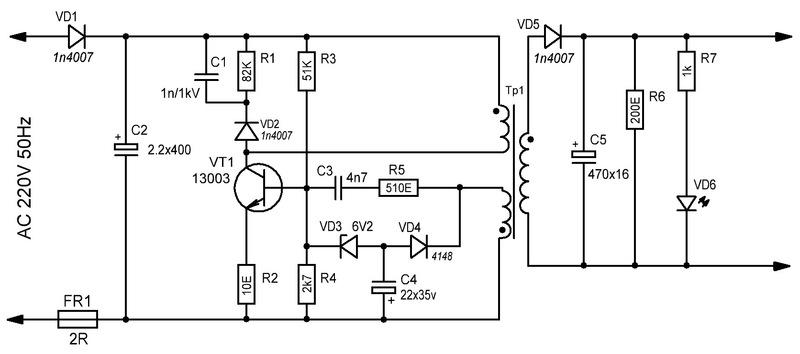 AC 220V 50Hz
VD1
1n4007
C2
2.2x400
FR1
2R
C1
1n/1kV
R1
82K
VD2
1n4007
VT1
13003
R2
10E
R3
51K
C3
4n7
R5
510E
VD3
6V2
VD4
4148
R4
2k7
C4
22x35v
Tp1
VD5
1n4007
C5
470x16
R6
200E
R7
1k
VD6
+
+
+